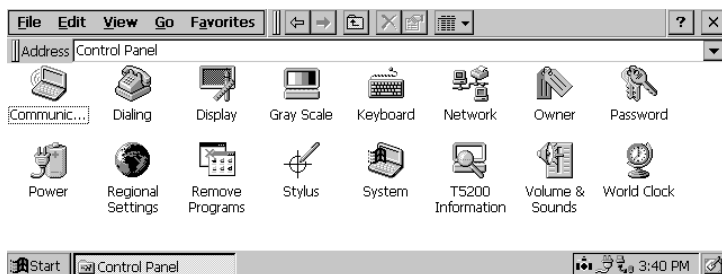 File Edit View Go Favorites ? ×
Address Control Panel
Communic... Dialing Display Gray Scale Keyboard Network Owner Password
Power Regional Settings Remove Programs Stylus System T5200 Information Volume & Sounds World Clock
Start Control Panel 3:40 PM